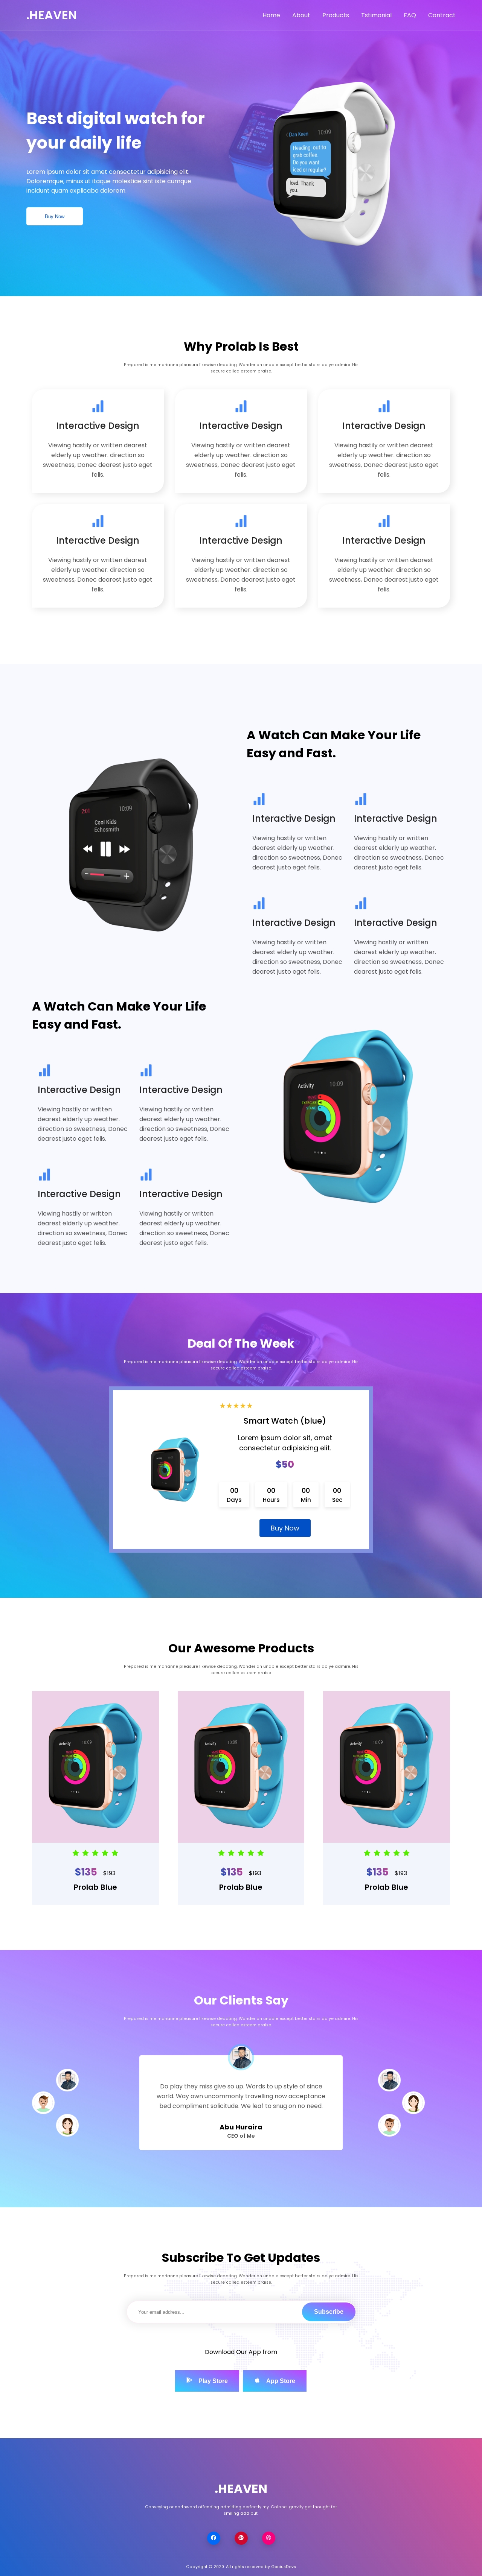 .HEAVEN
Home About Products Tstimonial FAQ Contract
Best digital watch for
your daily life
Lorem ipsum dolor sit amet consectetur adipisicing elit.
Doloremque, minus ut itaque molestiae sint iste cumque
incidunt quam explicabo dolorem.
Buy Now
Dan Keen 10:09
Heading out to
grab coffee.
Do you want
iced or regular?
Iced. Thank
you.
Why Prolab Is Best
Prepared is me marianne pleasure likewise debating. Wonder an unable except better stairs do ye admire. His
secure called esteem praise.
Interactive Design Interactive Design Interactive Design
Viewing hastily or written dearest
elderly up weather. direction so
sweetness, Donec dearest justo eget
felis.
Viewing hastily or written dearest
elderly up weather. direction so
sweetness, Donec dearest justo eget
felis.
Viewing hastily or written dearest
elderly up weather. direction so
sweetness, Donec dearest justo eget
felis.
Interactive Design Interactive Design Interactive Design
Viewing hastily or written dearest
elderly up weather. direction so
sweetness, Donec dearest justo eget
felis.
Viewing hastily or written dearest
elderly up weather. direction so
sweetness, Donec dearest justo eget
felis.
Viewing hastily or written dearest
elderly up weather. direction so
sweetness, Donec dearest justo eget
felis.
10:09
Cool Kids
Echosmith
A Watch Can Make Your Life
Easy and Fast.
Interactive Design
Viewing hastily or written
dearest elderly up weather.
direction so sweetness, Donec
dearest justo eget felis.
Interactive Design
Viewing hastily or written
dearest elderly up weather.
direction so sweetness, Donec
dearest justo eget felis.
Interactive Design
Viewing hastily or written
dearest elderly up weather.
direction so sweetness, Donec
dearest justo eget felis.
Interactive Design
Viewing hastily or written
dearest elderly up weather.
direction so sweetness, Donec
dearest justo eget felis.
A Watch Can Make Your Life
Easy and Fast.
Interactive Design
Viewing hastily or written
dearest elderly up weather.
direction so sweetness, Donec
dearest justo eget felis.
Interactive Design
Viewing hastily or written
dearest elderly up weather.
direction so sweetness, Donec
dearest justo eget felis.
Interactive Design
Viewing hastily or written
dearest elderly up weather.
direction so sweetness, Donec
dearest justo eget felis.
Interactive Design
Viewing hastily or written
dearest elderly up weather.
direction so sweetness, Donec
dearest justo eget felis.
Activity 10:09
Deal Of The Week
Prepared is me marianne pleasure likewise debating. Wonder an unable except better stairs do ye admire. His
secure called esteem praise.
Smart Watch (blue)
Lorem ipsum dolor sit, amet
consectetur adipisicing elit.
$50
00 00 00 00
Days Hours Min Sec
Buy Now
Our Awesome Products
Prepared is me marianne pleasure likewise debating. Wonder an unable except better stairs do ye admire. His
secure called esteem praise.
Activity 10:09
Activity 10:09
Activity 10:09
$135 $193
Prolab Blue
$135 $193
Prolab Blue
$135 $193
Prolab Blue
Our Clients Say
Prepared is me marianne pleasure likewise debating. Wonder an unable except better stairs do ye admire. His
secure called esteem praise.
Do play they miss give so up. Words to up style of since
world. Way own uncommonly travelling now acceptance
bed compliment solicitude. We leaf to snug on no need.
Abu Huraira
CEO of Me
Subscribe To Get Updates
Prepared is me marianne pleasure likewise debating. Wonder an unable except better stairs do ye admire. His
secure called esteem praise.
Your email address...
Subscribe
Download Our App from
Play Store App Store
.HEAVEN
Conveying or northward offending admitting perfectly my. Colonel gravity get thought fat
smiling add but.
Copyright © 2020. All rights reserved by GeniusDevs